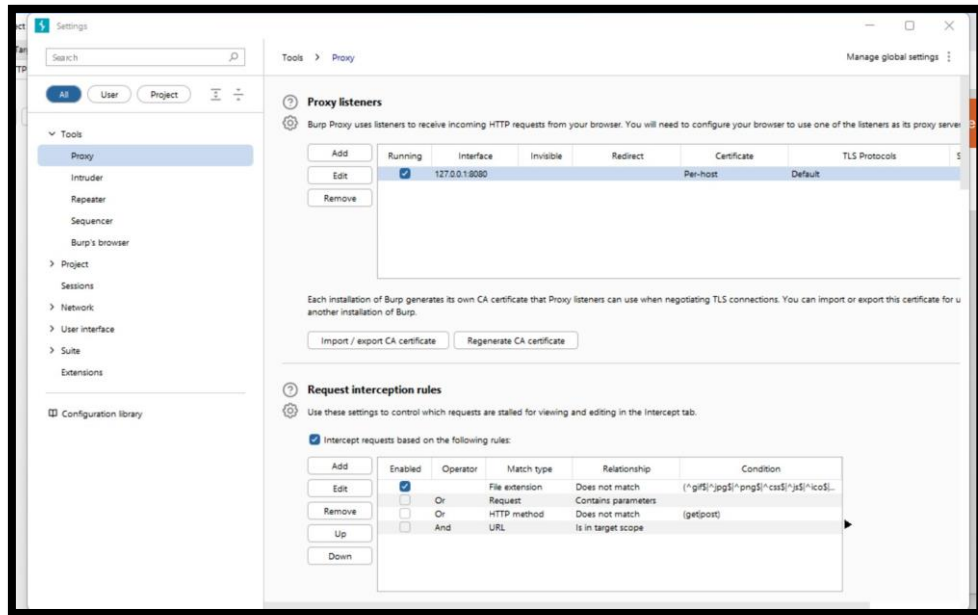 Settings
Search
All User Project
Tools
Proxy
Intruder
Repeater
Sequencer
Burp's browser
Project
Sessions
Network
User interface
Suite
Extensions
Configuration library
Tools > Proxy
Manage global settings
Proxy listeners
Burp Proxy uses listeners to receive incoming HTTP requests from your browser. You will need to configure your browser to use one of the listeners as its proxy server
Add
Edit
Remove
Running Interface Invisible Redirect Certificate TLS Protocols S
127.0.0.1:8080 Per-host Default
Each installation of Burp generates its own CA certificate that Proxy listeners can use when negotiating TLS connections. You can import or export this certificate for u
another installation of Burp.
Import / export CA certificate Regenerate CA certificate
Request interception rules
Use these settings to control which requests are stalled for viewing and editing in the Intercept tab.
Intercept requests based on the following rules:
Add
Edit
Remove
Up
Down
Enabled Operator Match type Relationship Condition
File extension Does not match (^gif$|^jpg$|^png$|^css$|^js$|^ico$|...
Or Request Contains parameters
Or HTTP method Does not match (get|post)
And URL Is in target scope